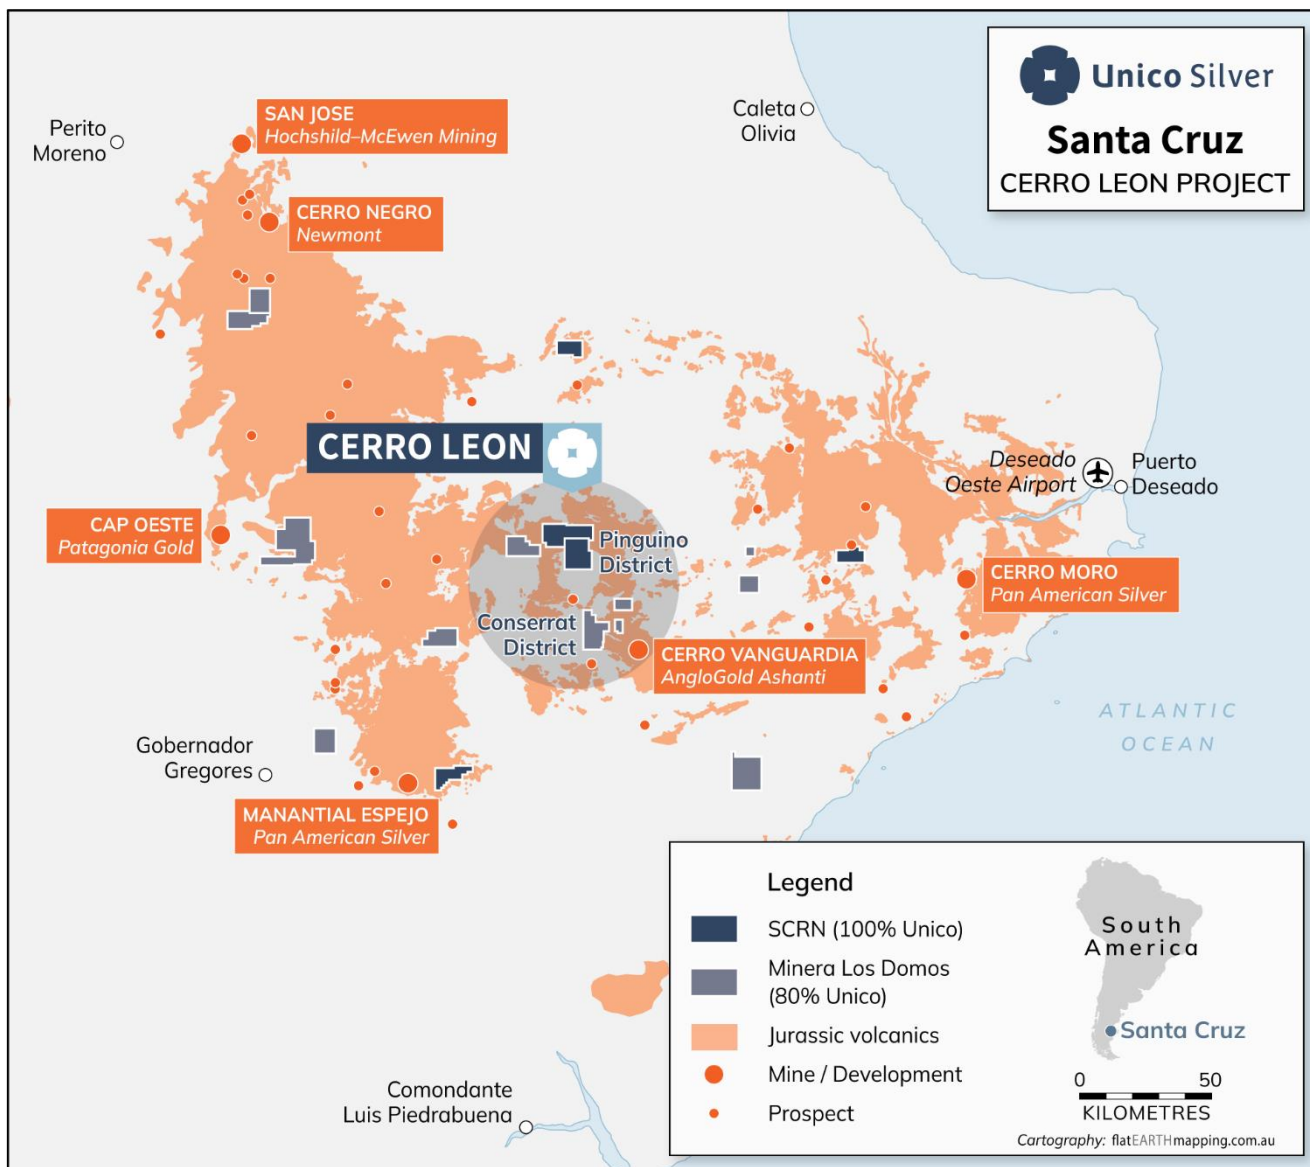 Unico Silver
Santa Cruz
CERRO LEON PROJECT
SAN JOSE
Hochshild–McEwen Mining
Perito
Moreno
Caleta
Olivia
CERRO NEGRO
Newmont
CERRO LEON
Deseado
Oeste Airport
Puerto
Deseado
CAP OESTE
Patagonia Gold
Pinguino
District
CERRO MORO
Pan American Silver
Conserrat
District
CERRO VANGUARDIA
AngloGold Ashanti
ATLANTIC
OCEAN
Gobernador
Gregores
MANANTIAL ESPEJO
Pan American Silver
Legend
SCRN (100% Unico)
Minera Los Domos
(80% Unico)
Jurassic volcanics
Mine / Development
Prospect
South
America
Santa Cruz
0 50
KILOMETRES
Cartography: flatEARTHmapping.com.au
Comondante
Luis Piedrabuena